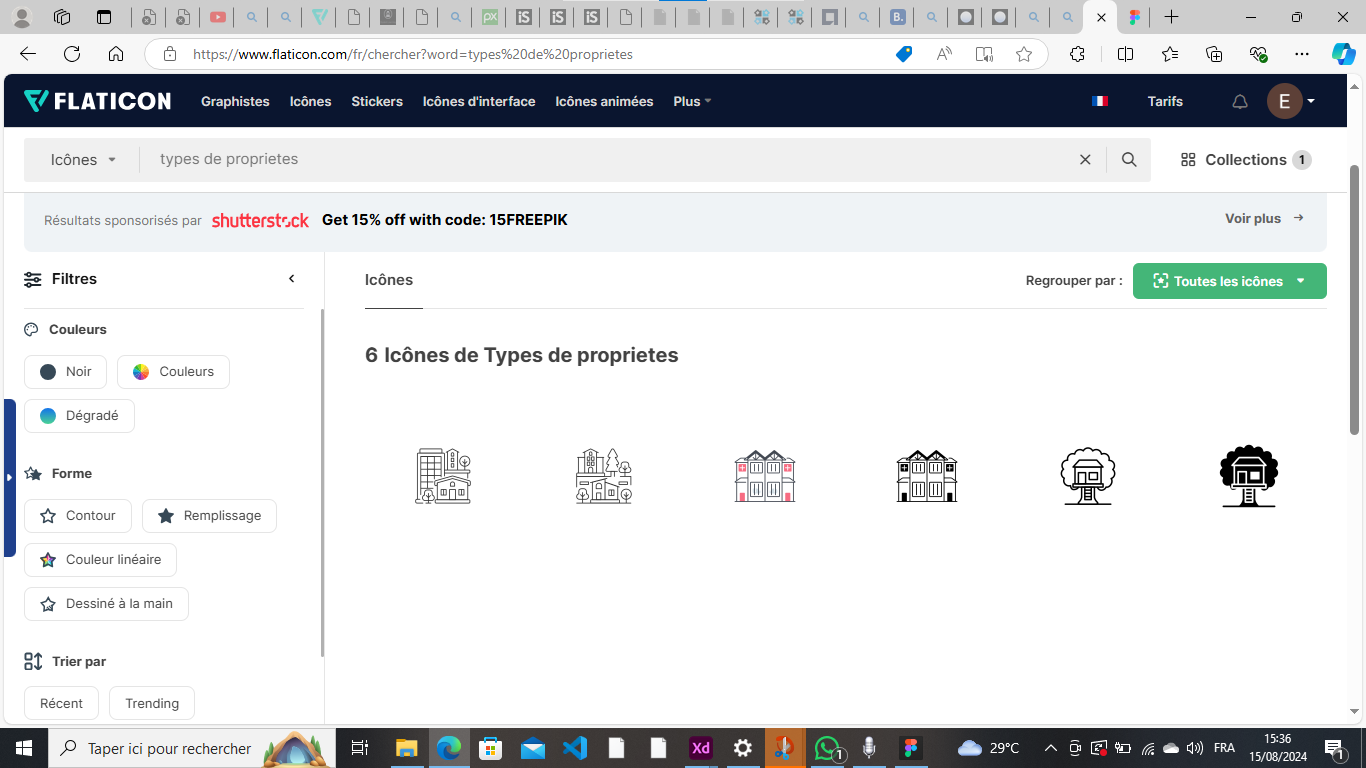 https://www.flaticon.com/fr/chercher?word=types%20de%20proprietes
FLATICON Graphistes Icônes Stickers Icônes d'interface Icônes animées Plus Tarifs E
Icônes types de proprietes Collections 1
Résultats sponsorisés par shutterstock Get 15% off with code: 15FREEPIK Voir plus
Filtres
Icônes Regrouper par : Toutes les icônes
Couleurs
6 Icônes de Types de proprietes
Noir Couleurs
Dégradé
Forme
Contour Remplissage
Couleur linéaire
Dessiné à la main
Trier par
Récent Trending
Taper ici pour rechercher Xd 1 29°C FRA 15:36
15/08/2024 1